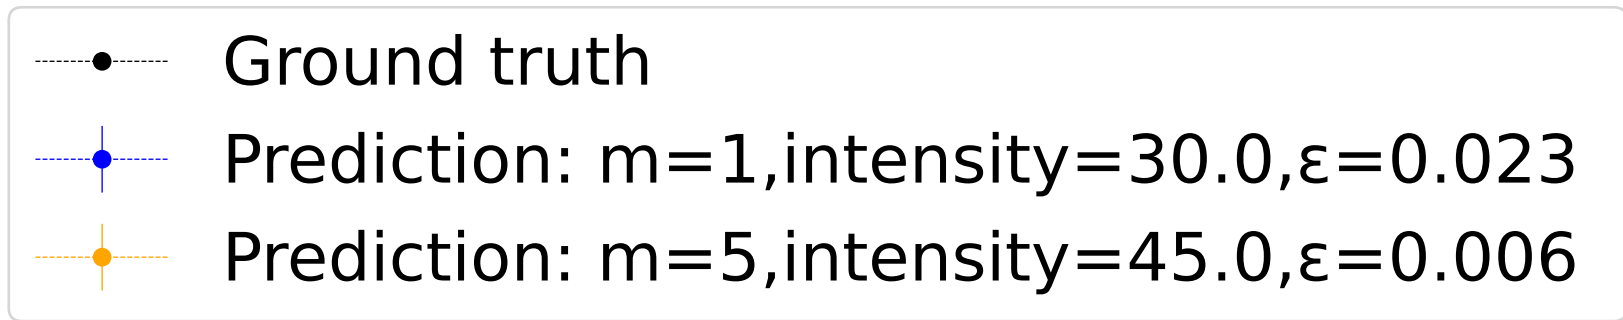 Ground truth
Prediction: m=1,intensity=30.0,ε=0.023
Prediction: m=5,intensity=45.0,ε=0.006